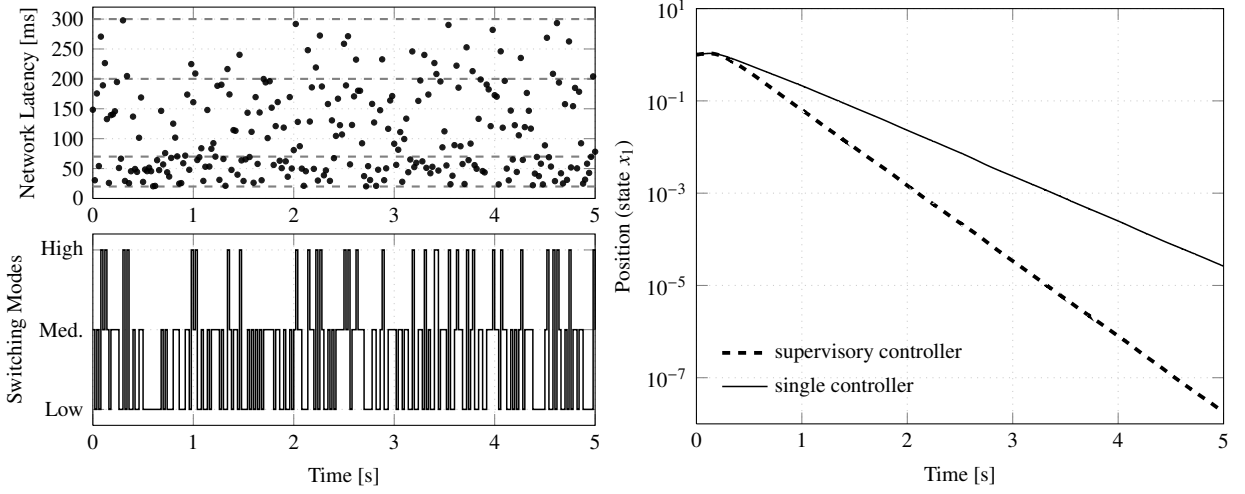 Network Latency [ms]
300
250
200
150
100
50
0
0 1 2 3 4 5
Switching Modes
High
Med.
Low
0 1 2 3 4 5
Time [s]
Position (state x₁)
10¹
10⁻¹
10⁻³
10⁻⁵
10⁻⁷
supervisory controller
single controller
0 1 2 3 4 5
Time [s]